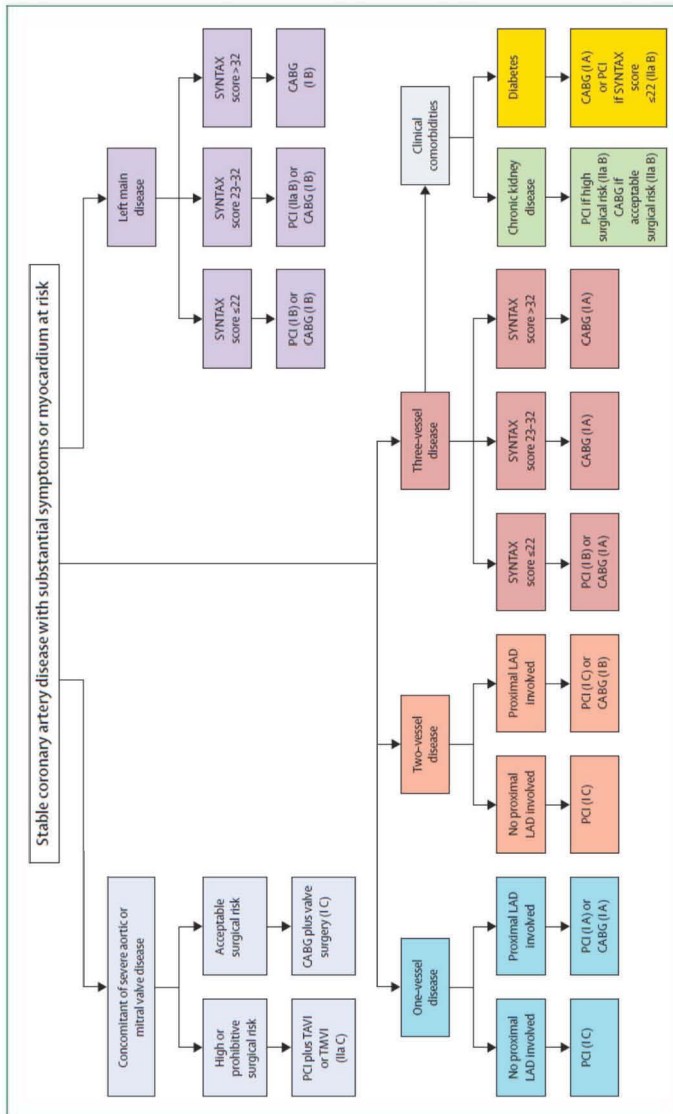 Stable coronary artery disease with substantial symptoms or myocardium at risk
Concomitant of severe aortic or
mitral valve disease
High or
prohibitive
surgical risk
PCI plus TAVI
or TMVI
(IIa C)
Acceptable
surgical risk
CABG plus valve
surgery (I C)
Left main
disease
SYNTAX
score ≤22
PCI (I B) or
CABG (I B)
SYNTAX
score 23–32
PCI (IIa B) or
CABG (I B)
SYNTAX
score >32
CABG
(I B)
One-vessel
disease
No proximal
LAD involved
PCI (I C)
Proximal LAD
involved
PCI (I A) or
CABG (I A)
Two-vessel
disease
No proximal
LAD involved
PCI (I C)
Proximal LAD
involved
PCI (I C) or
CABG (I B)
Three-vessel
disease
SYNTAX
score ≤22
PCI (I B) or
CABG (I A)
SYNTAX
score 23–32
CABG (I A)
SYNTAX
score >32
CABG (I A)
Clinical
comorbidities
Chronic kidney
disease
PCI if high
surgical risk (IIa B)
CABG if
acceptable
surgical risk (IIa B)
Diabetes
CABG (I A)
or PCI
if SYNTAX
score
≤22 (IIa B)